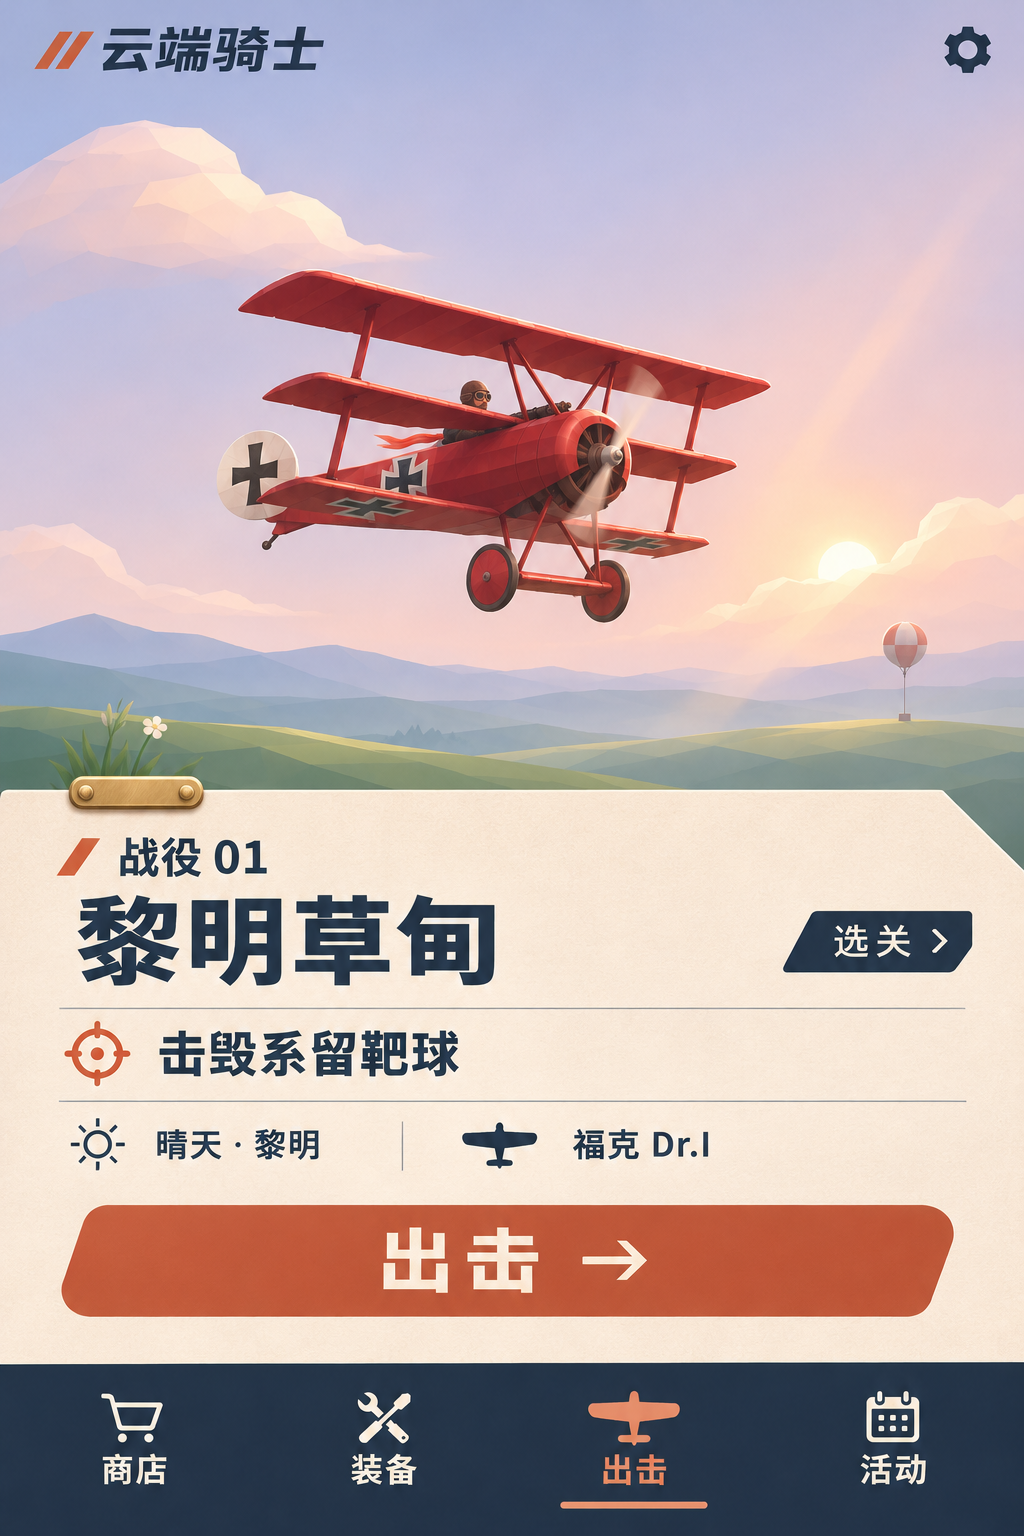 云端骑士
战役 01
黎明草甸
选关
击毁系留靶球
晴天 · 黎明
福克 Dr.I
出击 →
商店
装备
出击
活动